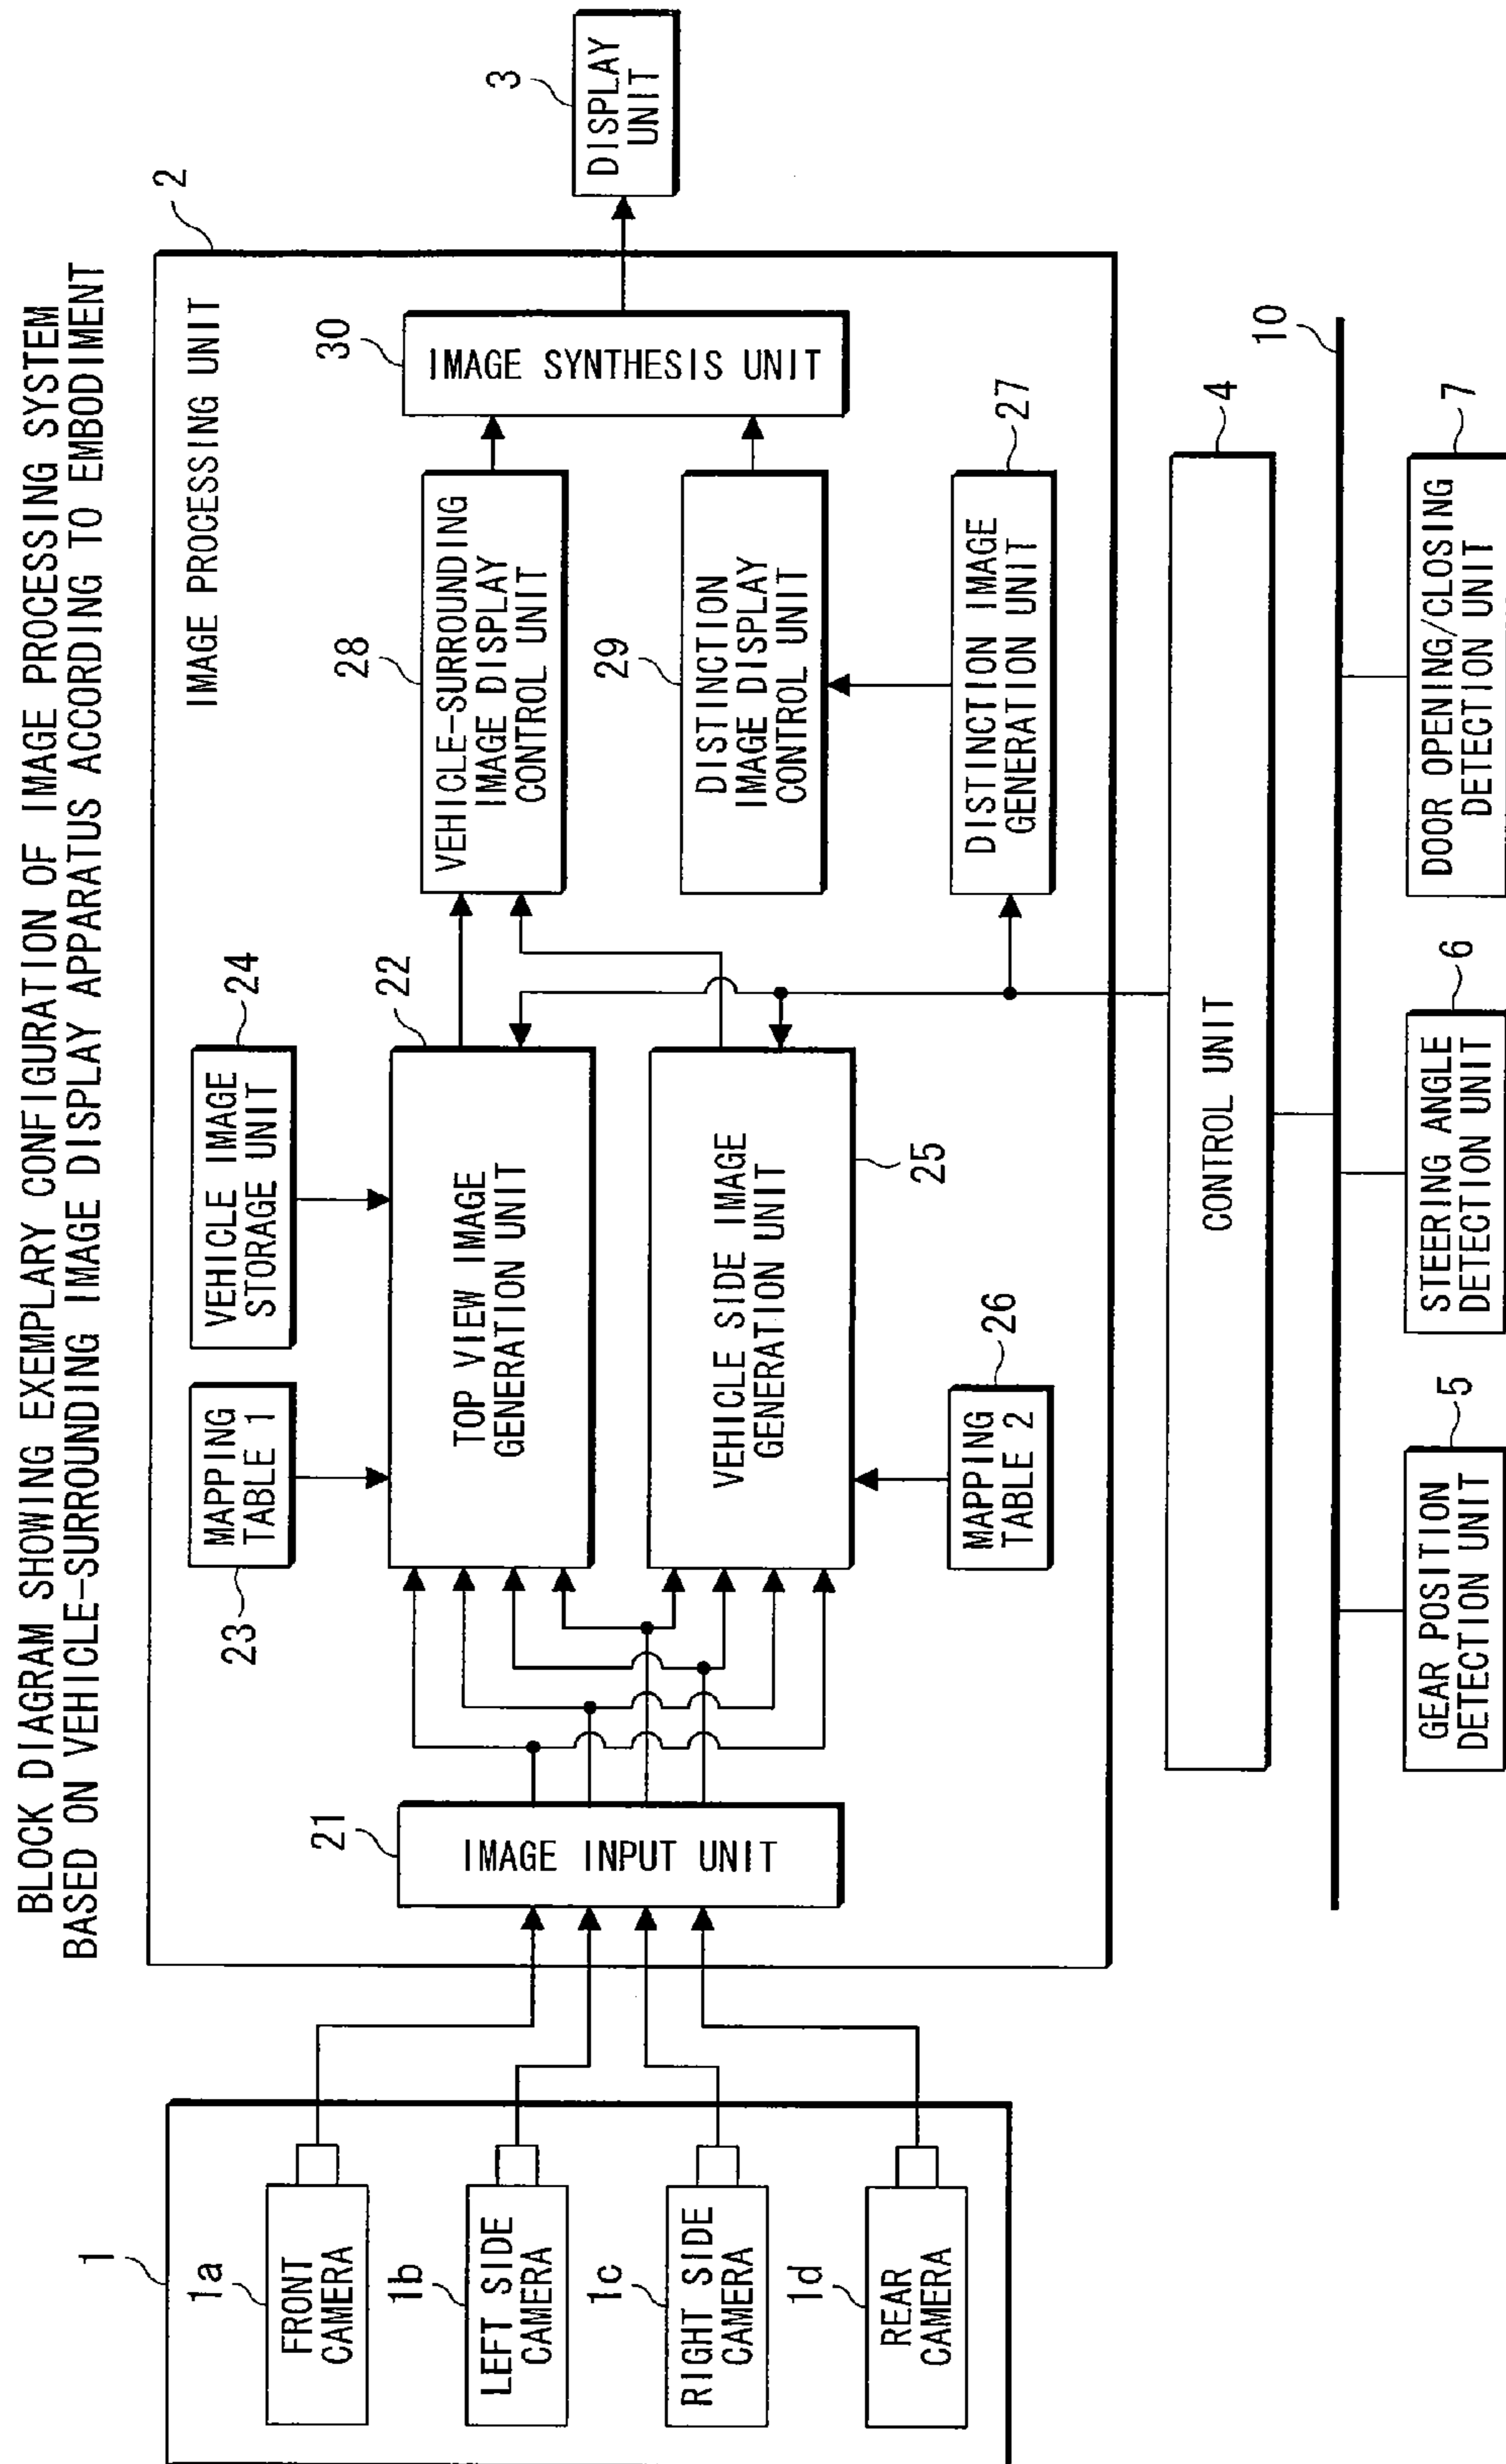 BLOCK DIAGRAM SHOWING EXEMPLARY CONFIGURATION OF IMAGE PROCESSING SYSTEM
BASED ON VEHICLE-SURROUNDING IMAGE DISPLAY APPARATUS ACCORDING TO EMBODIMENT
1
1a
FRONT
CAMERA
1b
LEFT SIDE
CAMERA
1c
RIGHT SIDE
CAMERA
1d
REAR
CAMERA
2
IMAGE PROCESSING UNIT
21
IMAGE INPUT UNIT
23
MAPPING
TABLE 1
24
VEHICLE IMAGE
STORAGE UNIT
22
TOP VIEW IMAGE
GENERATION UNIT
25
VEHICLE SIDE IMAGE
GENERATION UNIT
26
MAPPING
TABLE 2
28
VEHICLE-SURROUNDING
IMAGE DISPLAY
CONTROL UNIT
29
DISTINCTION
IMAGE DISPLAY
CONTROL UNIT
27
DISTINCTION IMAGE
GENERATION UNIT
30
IMAGE SYNTHESIS UNIT
3
DISPLAY
UNIT
4
CONTROL UNIT
10
5
GEAR POSITION
DETECTION UNIT
6
STEERING ANGLE
DETECTION UNIT
7
DOOR OPENING/CLOSING
DETECTION UNIT